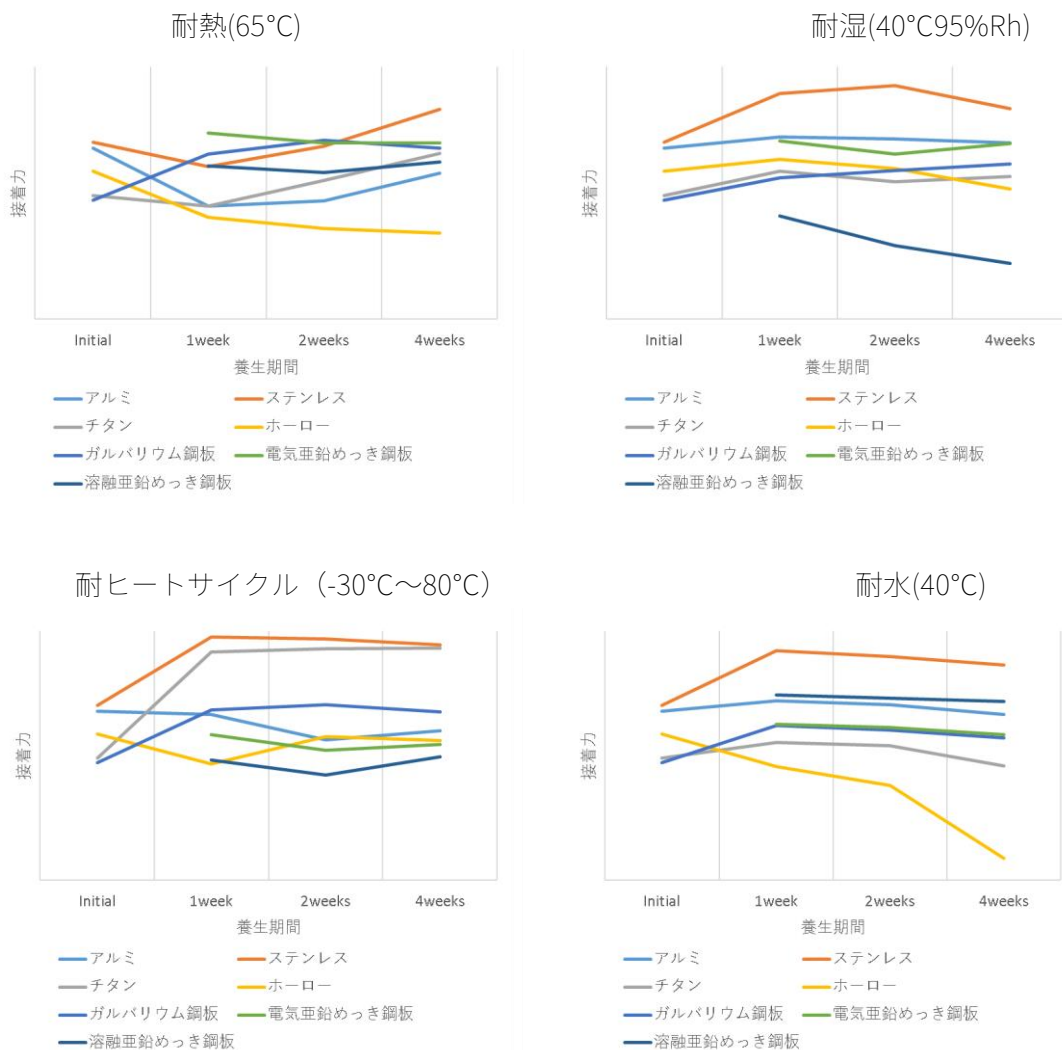 耐熱(65°C)
接着力
Initial 1week 2weeks 4weeks
養生期間
アルミ ステンレス
チタン ホーロー
ガルバリウム鋼板 電気亜鉛めっき鋼板
溶融亜鉛めっき鋼板
耐湿(40°C95%Rh)
接着力
Initial 1week 2weeks 4weeks
養生期間
アルミ ステンレス
チタン ホーロー
ガルバリウム鋼板 電気亜鉛めっき鋼板
溶融亜鉛めっき鋼板
耐ヒートサイクル（-30°C～80°C）
接着力
Initial 1week 2weeks 4weeks
養生期間
アルミ ステンレス
チタン ホーロー
ガルバリウム鋼板 電気亜鉛めっき鋼板
溶融亜鉛めっき鋼板
耐水(40°C)
接着力
Initial 1week 2weeks 4weeks
養生期間
アルミ ステンレス
チタン ホーロー
ガルバリウム鋼板 電気亜鉛めっき鋼板
溶融亜鉛めっき鋼板